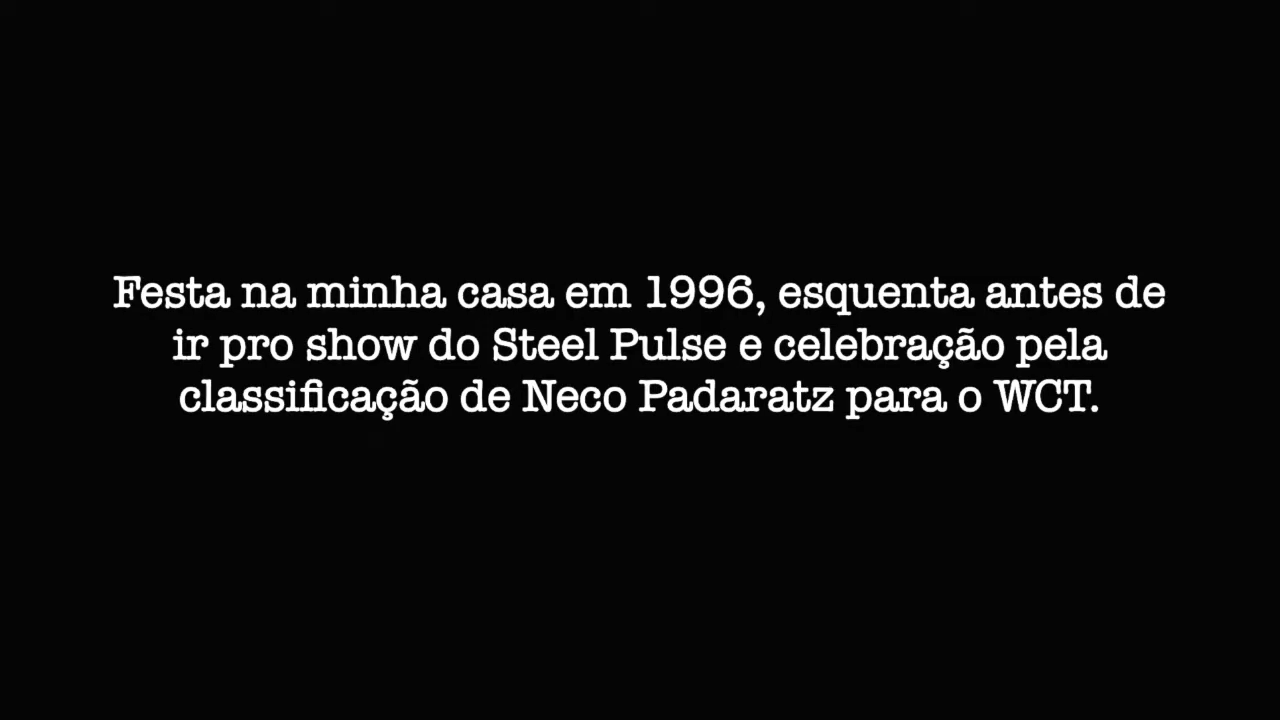 Festa na minha casa em 1996, esquenta antes de
ir pro show do Steel Pulse e celebração pela
classificação de Neco Padaratz para o WCT.